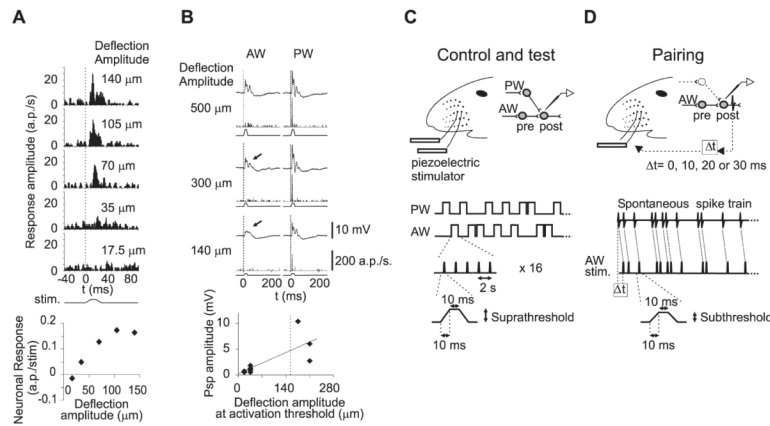 A
Deflection
Amplitude
140 μm
105 μm
70 μm
35 μm
17.5 μm
Response amplitude (a.p./s)
20
0
20
0
20
0
20
0
20
0
-40 0 40 80
t (ms)
stim.
Neuronal Response
(a.p./stim)
0.2
0.1
0
-0.1
0 50 100 150
Deflection
amplitude (μm)
B
AW PW
Deflection
Amplitude
500 μm
300 μm
140 μm
10 mV
200 a.p./s.
0 200 0 200
t (ms) t (ms)
Psp amplitude (mV)
10
5
0
0 140 280
Deflection amplitude
at activation threshold (μm)
C
Control and test
PW
AW
pre post
piezoelectric
stimulator
PW
AW
x 16
2 s
10 ms
Suprathreshold
10 ms
D
Pairing
AW
pre post
Δt
Δt= 0, 10, 20 or 30 ms
Spontaneous spike train
AW
stim.
Δt
10 ms
Subthreshold
10 ms